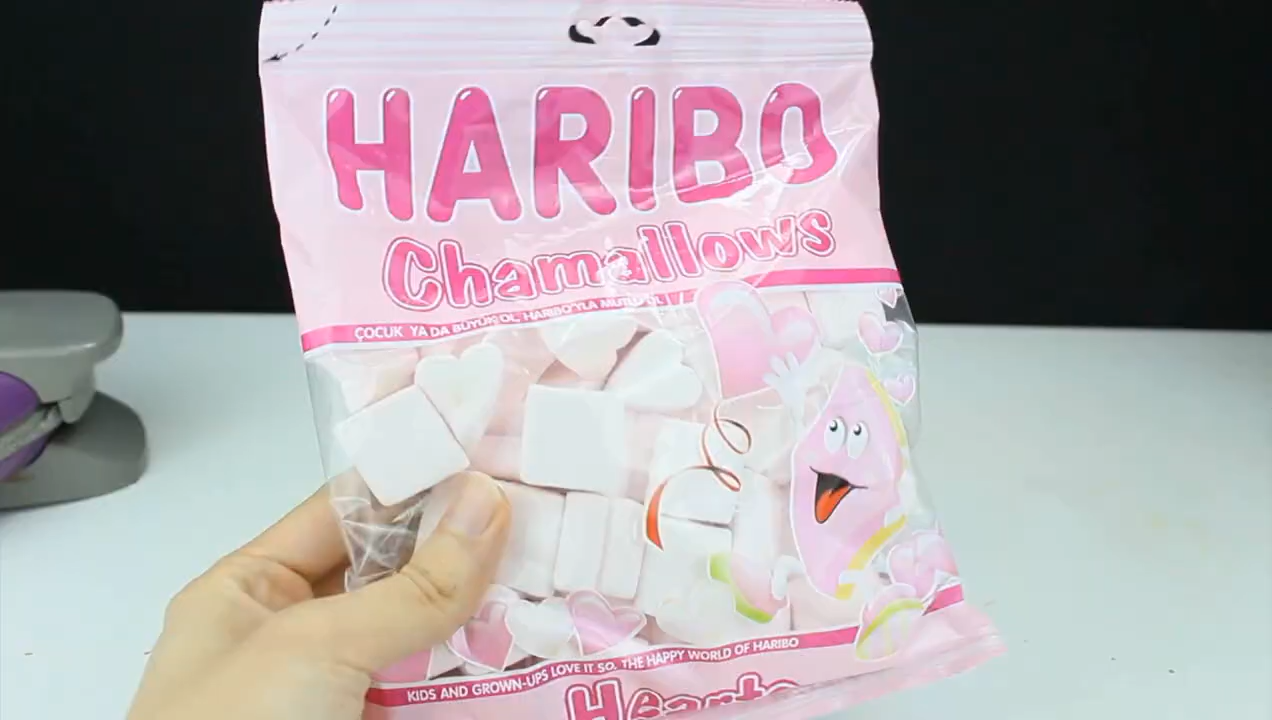 HARIBO
Chamallows
ÇOCUK YA DA BÜYÜK OL, HARIBO'YLA MUTLU OL
KIDS AND GROWN-UPS LOVE IT SO, THE HAPPY WORLD OF HARIBO
Hearts